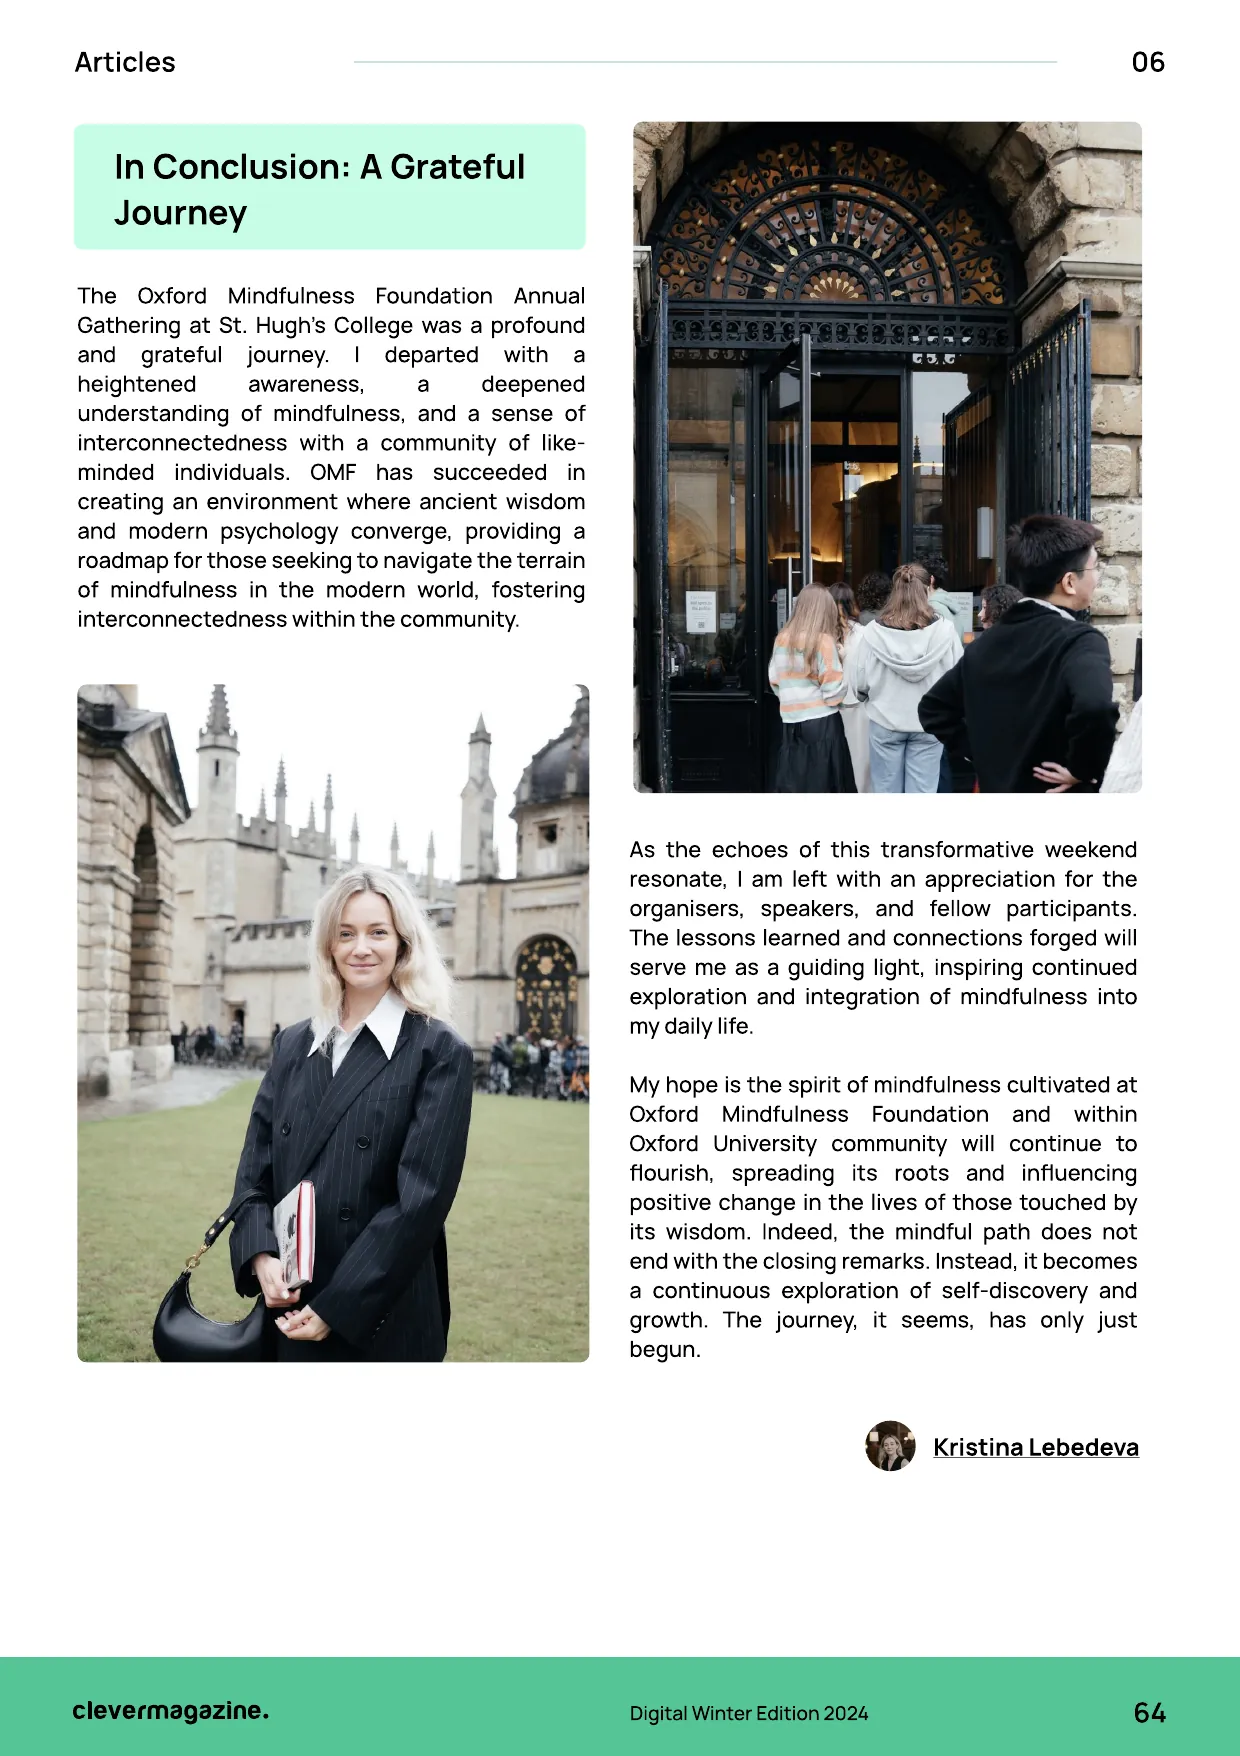 Articles
06
In Conclusion: A Grateful
Journey
The Oxford Mindfulness Foundation Annual
Gathering at St. Hugh's College was a profound
and grateful journey. I departed with a
heightened awareness, a deepened
understanding of mindfulness, and a sense of
interconnectedness with a community of like-
minded individuals. OMF has succeeded in
creating an environment where ancient wisdom
and modern psychology converge, providing a
roadmap for those seeking to navigate the terrain
of mindfulness in the modern world, fostering
interconnectedness within the community.
As the echoes of this transformative weekend
resonate, I am left with an appreciation for the
organisers, speakers, and fellow participants.
The lessons learned and connections forged will
serve me as a guiding light, inspiring continued
exploration and integration of mindfulness into
my daily life.
My hope is the spirit of mindfulness cultivated at
Oxford Mindfulness Foundation and within
Oxford University community will continue to
flourish, spreading its roots and influencing
positive change in the lives of those touched by
its wisdom. Indeed, the mindful path does not
end with the closing remarks. Instead, it becomes
a continuous exploration of self-discovery and
growth. The journey, it seems, has only just
begun.
Kristina Lebedeva
clevermagazine.
Digital Winter Edition 2024
64